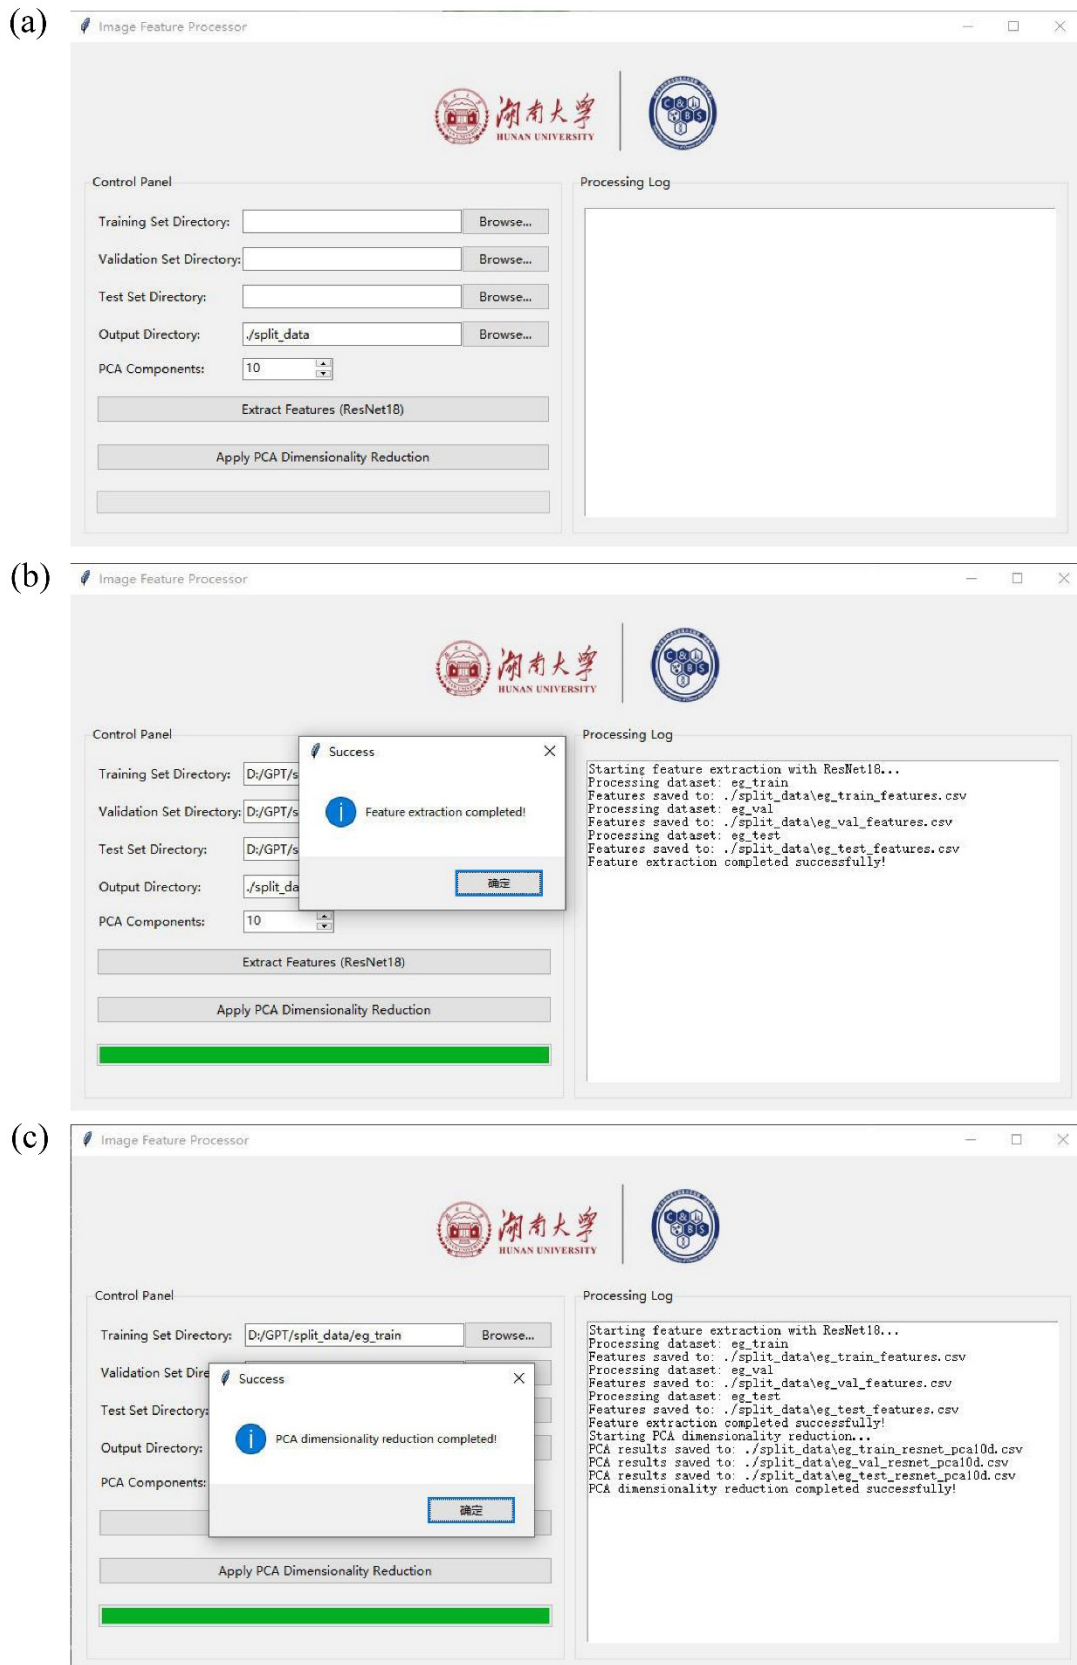 (a)
Image Feature Processor
湖南大学
HUNAN UNIVERSITY
C & B S
Control Panel
Training Set Directory: Browse...
Validation Set Directory: Browse...
Test Set Directory: Browse...
Output Directory: ./split_data Browse...
PCA Components: 10
Extract Features (ResNet18)
Apply PCA Dimensionality Reduction
Processing Log
(b)
Image Feature Processor
湖南大学
HUNAN UNIVERSITY
C & B S
Control Panel
Training Set Directory: D:/GPT/s
Validation Set Directory: D:/GPT/s
Test Set Directory: D:/GPT/s
Output Directory: ./split_da
PCA Components: 10
Extract Features (ResNet18)
Apply PCA Dimensionality Reduction
Success
Feature extraction completed!
确定
Processing Log
Starting feature extraction with ResNet18...
Processing dataset: eg_train
Features saved to: ./split_data\eg_train_features.csv
Processing dataset: eg_val
Features saved to: ./split_data\eg_val_features.csv
Processing dataset: eg_test
Features saved to: ./split_data\eg_test_features.csv
Feature extraction completed successfully!
(c)
Image Feature Processor
湖南大学
HUNAN UNIVERSITY
C & B S
Control Panel
Training Set Directory: D:/GPT/split_data/eg_train Browse...
Validation Set Dire
Test Set Directory:
Output Directory:
PCA Components:
Apply PCA Dimensionality Reduction
Success
PCA dimensionality reduction completed!
确定
Processing Log
Starting feature extraction with ResNet18...
Processing dataset: eg_train
Features saved to: ./split_data\eg_train_features.csv
Processing dataset: eg_val
Features saved to: ./split_data\eg_val_features.csv
Processing dataset: eg_test
Features saved to: ./split_data\eg_test_features.csv
Feature extraction completed successfully!
Starting PCA dimensionality reduction...
PCA results saved to: ./split_data\eg_train_resnet_pca10d.csv
PCA results saved to: ./split_data\eg_val_resnet_pca10d.csv
PCA results saved to: ./split_data\eg_test_resnet_pca10d.csv
PCA dimensionality reduction completed successfully!